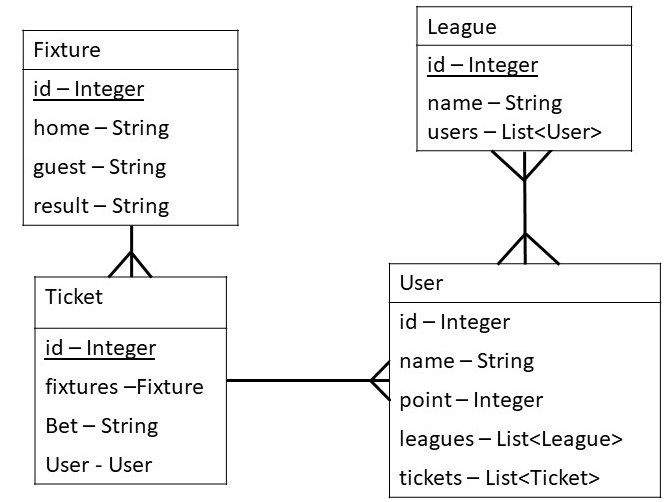 Fixture
id – Integer
home – String
guest – String
result – String
League
id – Integer
name – String
users – List<User>
Ticket
id – Integer
fixtures –Fixture
Bet – String
User - User
User
id – Integer
name – String
point – Integer
leagues – List<League>
tickets – List<Ticket>